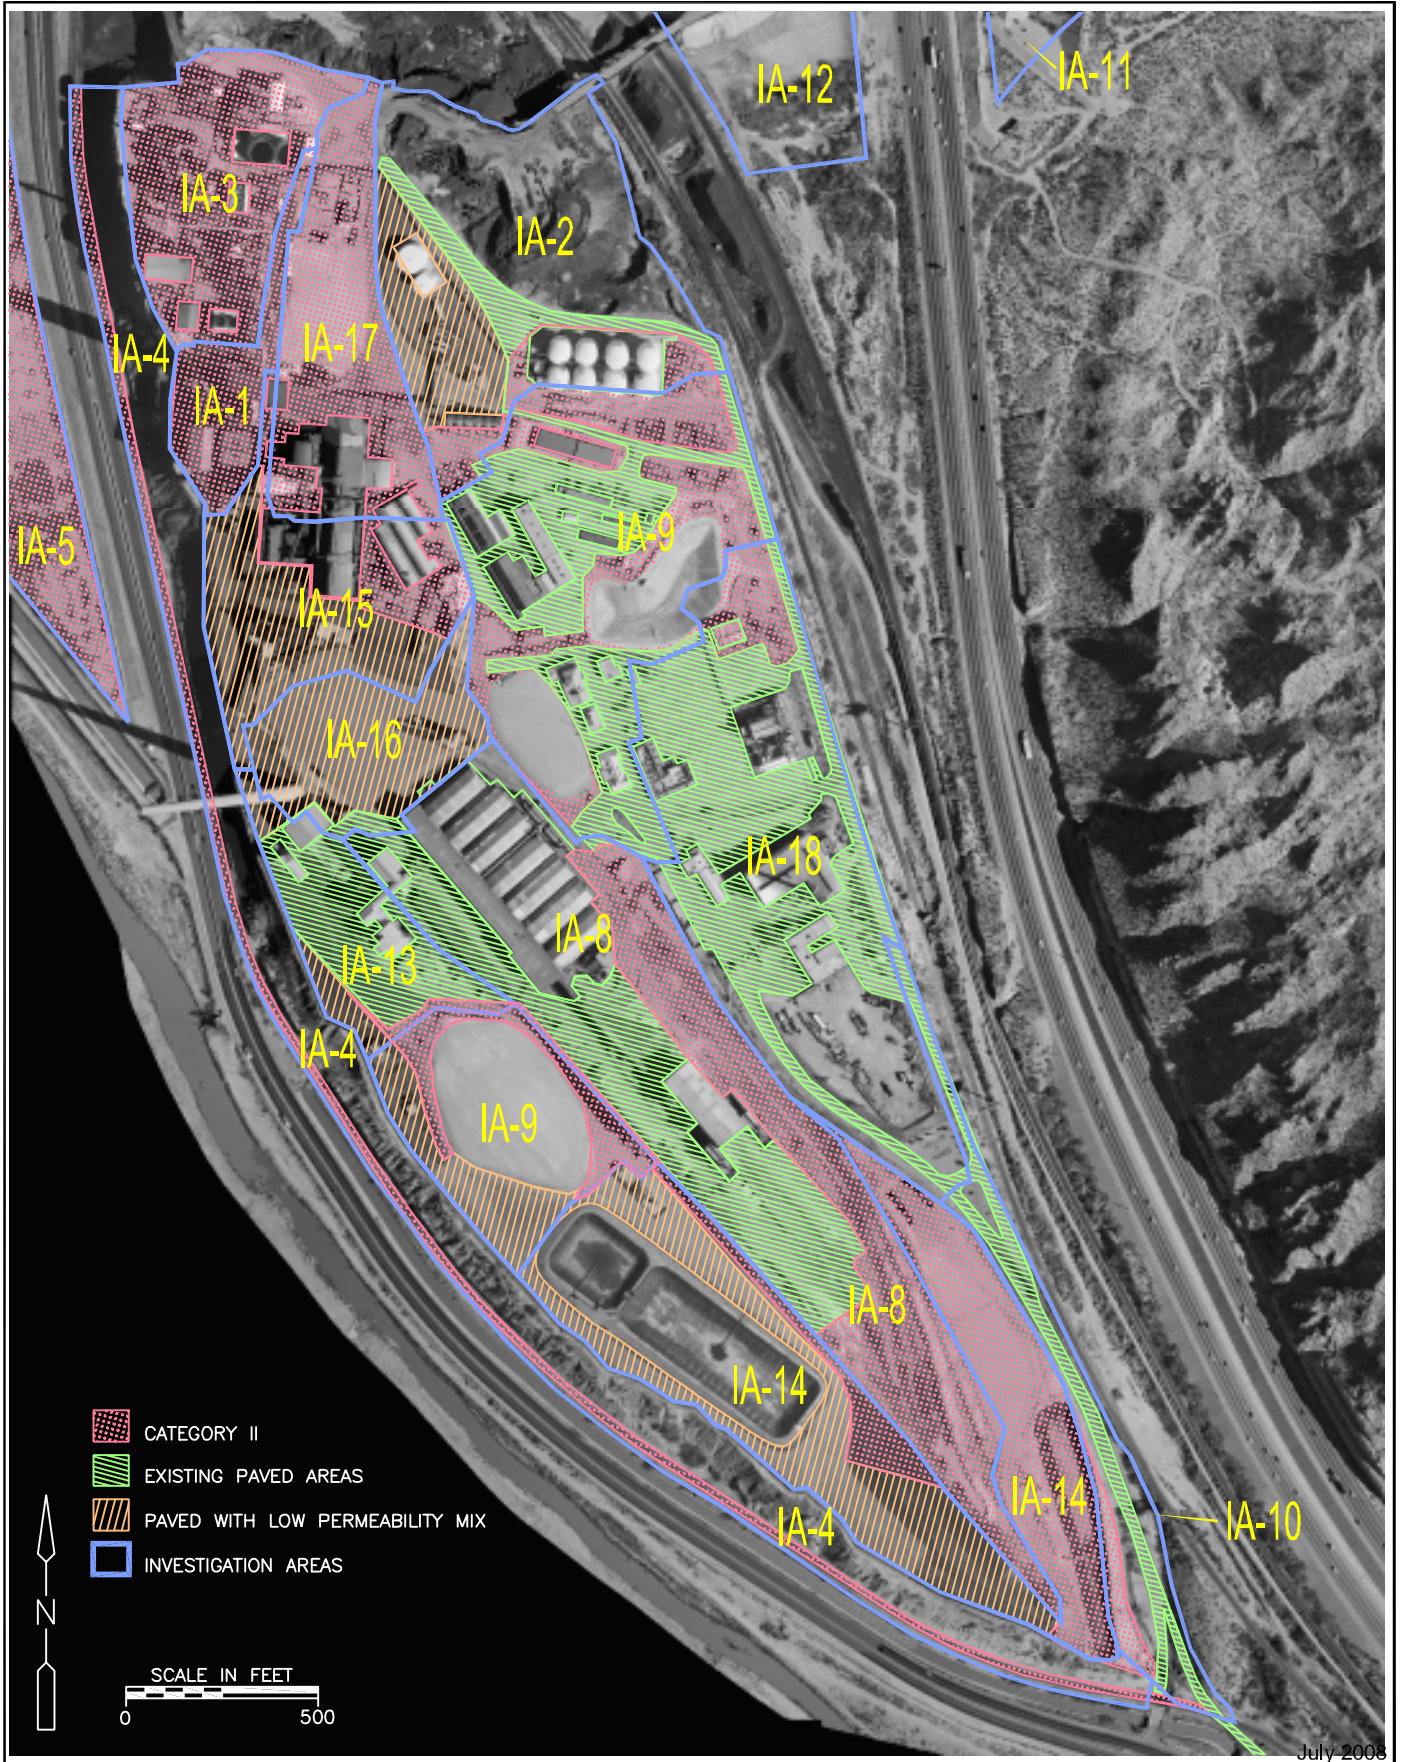 IA-12
IA-11
IA-3
IA-2
IA-17
IA-4
IA-1
IA-9
IA-5
IA-15
IA-16
IA-18
IA-8
IA-13
IA-4
IA-9
IA-8
IA-14
IA-14
IA-4
IA-10
CATEGORY II
EXISTING PAVED AREAS
PAVED WITH LOW PERMEABILITY MIX
INVESTIGATION AREAS
N
SCALE IN FEET
0 500
July 2008